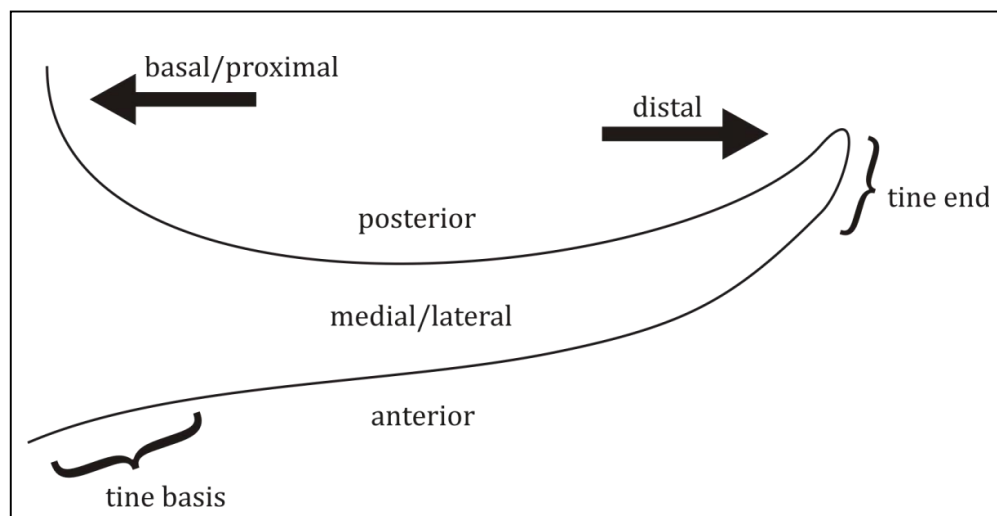 basal/proximal
distal
tine end
posterior
medial/lateral
anterior
tine basis